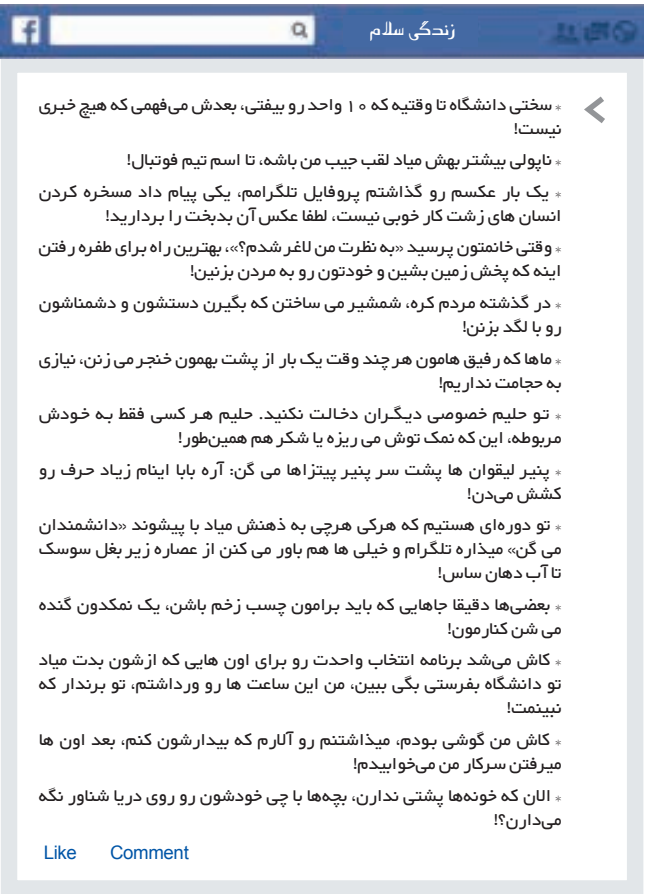 f
زندگی سلام
* سختی دانشگاه تا وقتیه که ۱۰ واحد رو بیفتی، بعدش می‌فهمی که هیچ خبری
نیست!
* ناپولی بیشتر بهش میاد لقب جیب من باشه، تا اسم تیم فوتبال!
* یک بار عکسم رو گذاشتم پروفایل تلگرامم، یکی پیام داد مسخره کردن
انسان های زشت کار خوبی نیست، لطفا عکس آن بدبخت را بردارید!
* وقتی خانمتون پرسید «به نظرت من لاغر شدم؟»، بهترین راه برای طفره رفتن
اینه که پخش زمین بشین و خودتون رو به مردن بزنین!
* در گذشته مردم کره، شمشیر می ساختن که بگیرن دستشون و دشمناشون
رو با لگد بزنن!
* ماها که رفیق هامون هر چند وقت یک بار از پشت بهمون خنجر می زنن، نیازی
به حجامت نداریم!
* تو حلیم خصوصی دیگران دخالت نکنید. حلیم هر کسی فقط به خودش
مربوطه، این که نمک توش می ریزه یا شکر هم همین‌طور!
* پنیر لیقوان ها پشت سر پنیر پیتزاها می گن: آره بابا اینام زیاد حرف رو
کشش می‌دن!
* تو دوره‌ای هستیم که هرکی هرچی به ذهنش میاد با پیشوند «دانشمندان
می گن» میذاره تلگرام و خیلی ها هم باور می کنن از عصاره زیر بغل سوسک
تا آب دهان ساس!
* بعضی‌ها دقیقا جاهایی که باید برامون چسب زخم باشن، یک نمکدون گنده
می شن کنارمون!
* کاش می‌شد برنامه انتخاب واحدت رو برای اون هایی که ازشون بدت میاد
تو دانشگاه بفرستی بگی ببین، من این ساعت ها رو ورداشتم، تو برندار که
نبینمت!
* کاش من گوشی بودم، میذاشتنم رو آلارم که بیدارشون کنم، بعد اون ها
میرفتن سرکار من می‌خوابیدم!
* الان که خونه‌ها پشتی ندارن، بچه‌ها با چی خودشون رو روی دریا شناور نگه
می‌دارن؟!
Like Comment